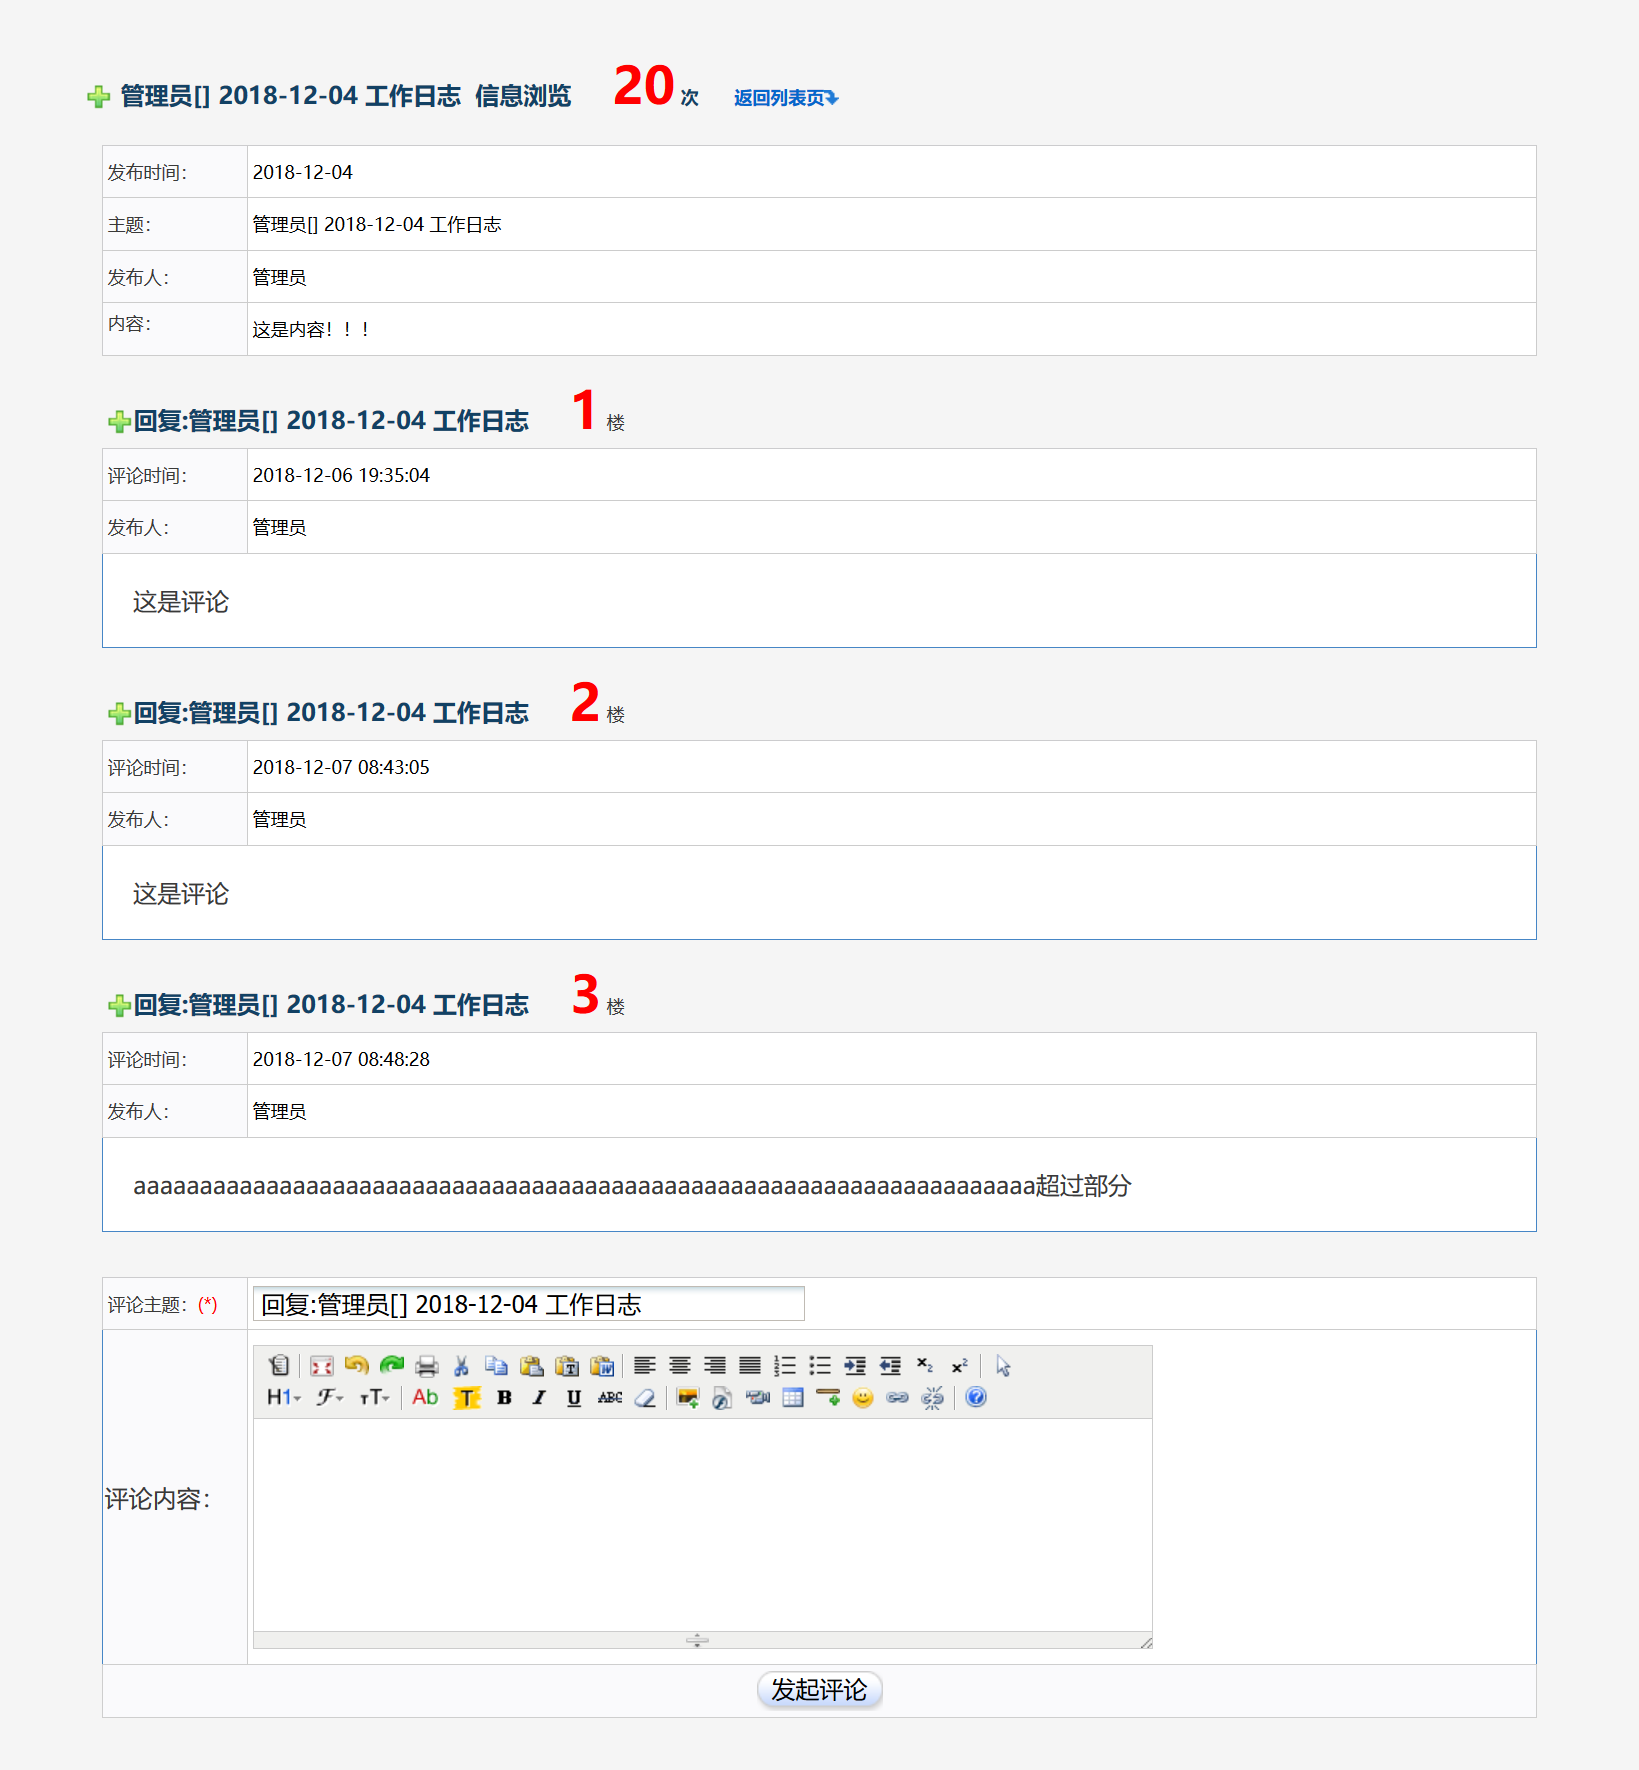 管理员[] 2018-12-04 工作日志 信息浏览 20 次 返回列表页
发布时间： 2018-12-04
主题： 管理员[] 2018-12-04 工作日志
发布人： 管理员
内容： 这是内容！！！
回复:管理员[] 2018-12-04 工作日志 1 楼
评论时间： 2018-12-06 19:35:04
发布人： 管理员
这是评论
回复:管理员[] 2018-12-04 工作日志 2 楼
评论时间： 2018-12-07 08:43:05
发布人： 管理员
这是评论
回复:管理员[] 2018-12-04 工作日志 3 楼
评论时间： 2018-12-07 08:48:28
发布人： 管理员
aaaaaaaaaaaaaaaaaaaaaaaaaaaaaaaaaaaaaaaaaaaaaaaaaaaaaaaaaaaaaaaaaaaa超过部分
评论主题：(*) 回复:管理员[] 2018-12-04 工作日志
H1 F TT Ab T B I U ABC
评论内容：
发起评论